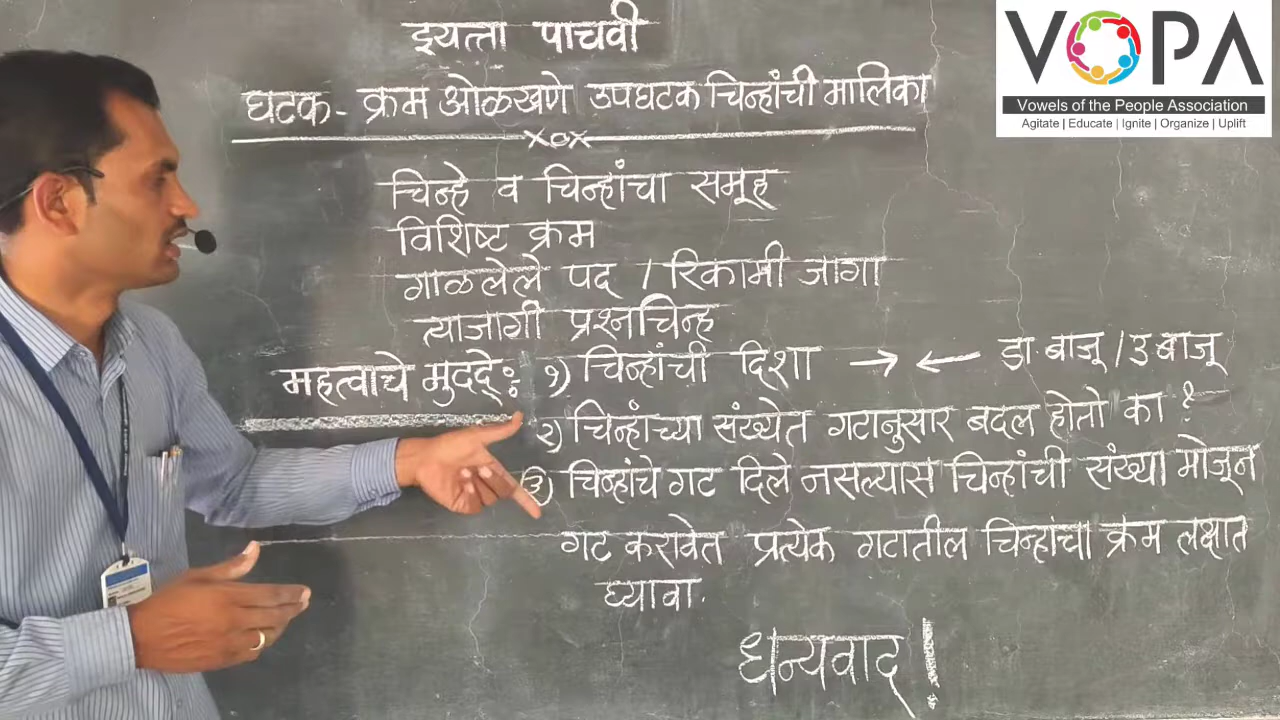 इयत्ता पाचवी
घटक - क्रम ओळखणे उपघटक चिन्हांची मालिका
चिन्हे व चिन्हांचा समूह
विशिष्ट क्रम
गाळलेले पद / रिकामी जागा
त्याजागी प्रश्नचिन्ह
महत्वाचे मुद्दे: १) चिन्हांची दिशा → ← डा बाजू / उ बाजू
२) चिन्हांच्या संख्येत गटानुसार बदल होतो का ?
३) चिन्हांचे गट दिले नसल्यास चिन्हांची संख्या मोजून
गट करावेत प्रत्येक गटातील चिन्हांचा क्रम लक्षात
घ्यावा.
धन्यवाद !
VOPA
Vowels of the People Association
Agitate | Educate | Ignite | Organize | Uplift